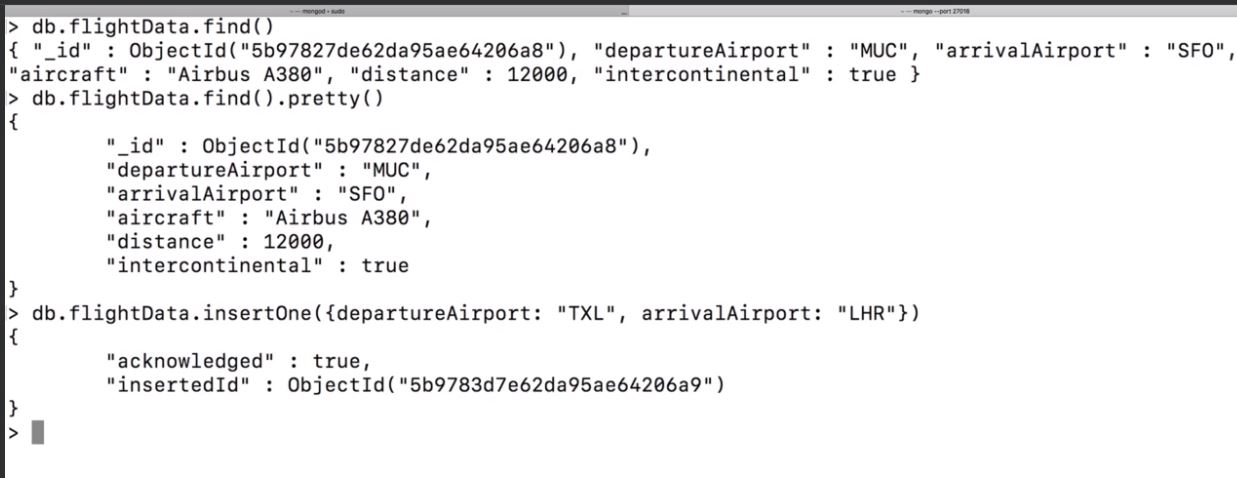 ~ — mongod ◂ sudo
~ — mongo --port 27018
> db.flightData.find()
{ "_id" : ObjectId("5b97827de62da95ae64206a8"), "departureAirport" : "MUC", "arrivalAirport" : "SFO",
"aircraft" : "Airbus A380", "distance" : 12000, "intercontinental" : true }
> db.flightData.find().pretty()
{
        "_id" : ObjectId("5b97827de62da95ae64206a8"),
        "departureAirport" : "MUC",
        "arrivalAirport" : "SFO",
        "aircraft" : "Airbus A380",
        "distance" : 12000,
        "intercontinental" : true
}
> db.flightData.insertOne({departureAirport: "TXL", arrivalAirport: "LHR"})
{
        "acknowledged" : true,
        "insertedId" : ObjectId("5b9783d7e62da95ae64206a9")
}
>